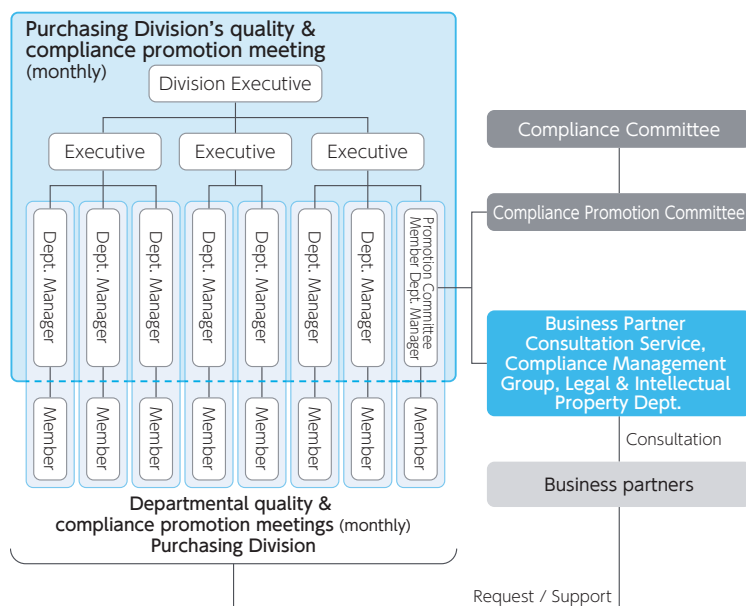 Purchasing Division's quality &
compliance promotion meeting
(monthly)
Division Executive
Executive
Executive
Executive
Dept. Manager
Dept. Manager
Dept. Manager
Dept. Manager
Dept. Manager
Dept. Manager
Dept. Manager
Promotion Committee
Member Dept. Manager
Member
Member
Member
Member
Member
Member
Member
Member
Departmental quality &
compliance promotion meetings (monthly)
Purchasing Division
Compliance Committee
Compliance Promotion Committee
Business Partner
Consultation Service,
Compliance Management
Group, Legal & Intellectual
Property Dept.
Consultation
Business partners
Request / Support